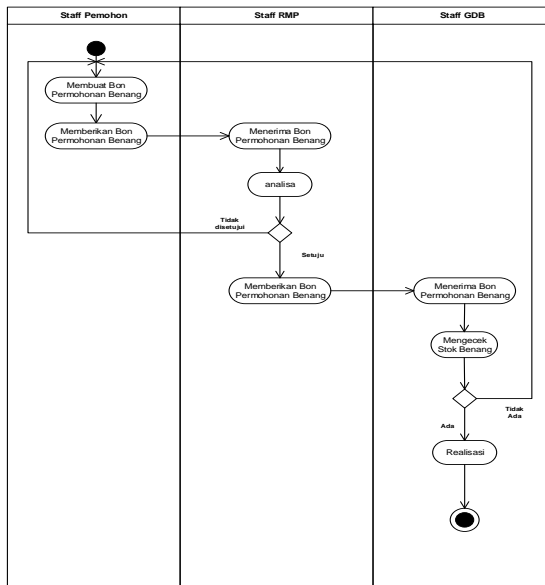 Staff Pemohon
Staff RMP
Staff GDB
Membuat Bon
Permohonan Benang
Memberikan Bon
Permohonan Benang
Menerima Bon
Permohonan Benang
analisa
Tidak
disetujui
Setuju
Memberikan Bon
Permohonan Benang
Menerima Bon
Permohonan Benang
Mengecek
Stok Benang
Tidak
Ada
Ada
Realisasi